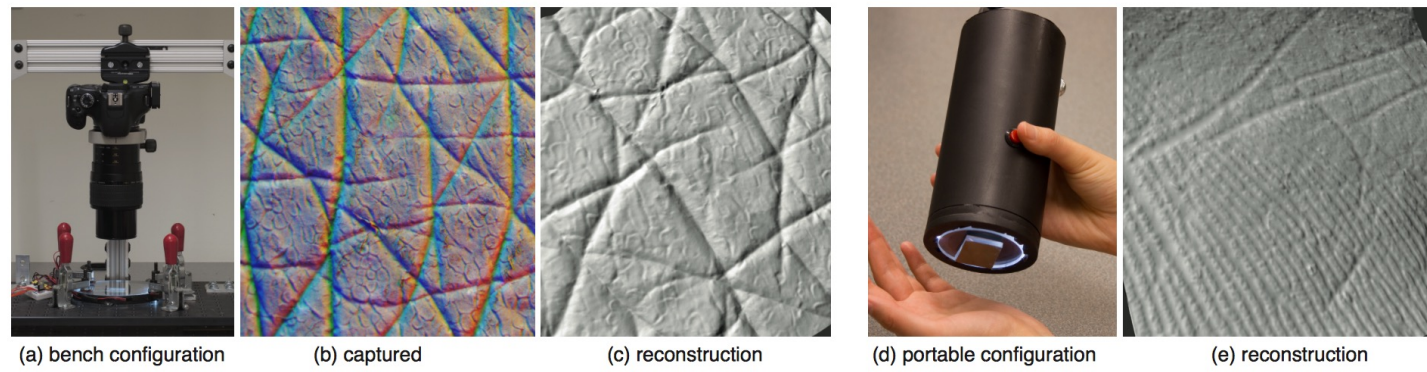 (a) bench configuration
(b) captured
(c) reconstruction
(d) portable configuration
(e) reconstruction